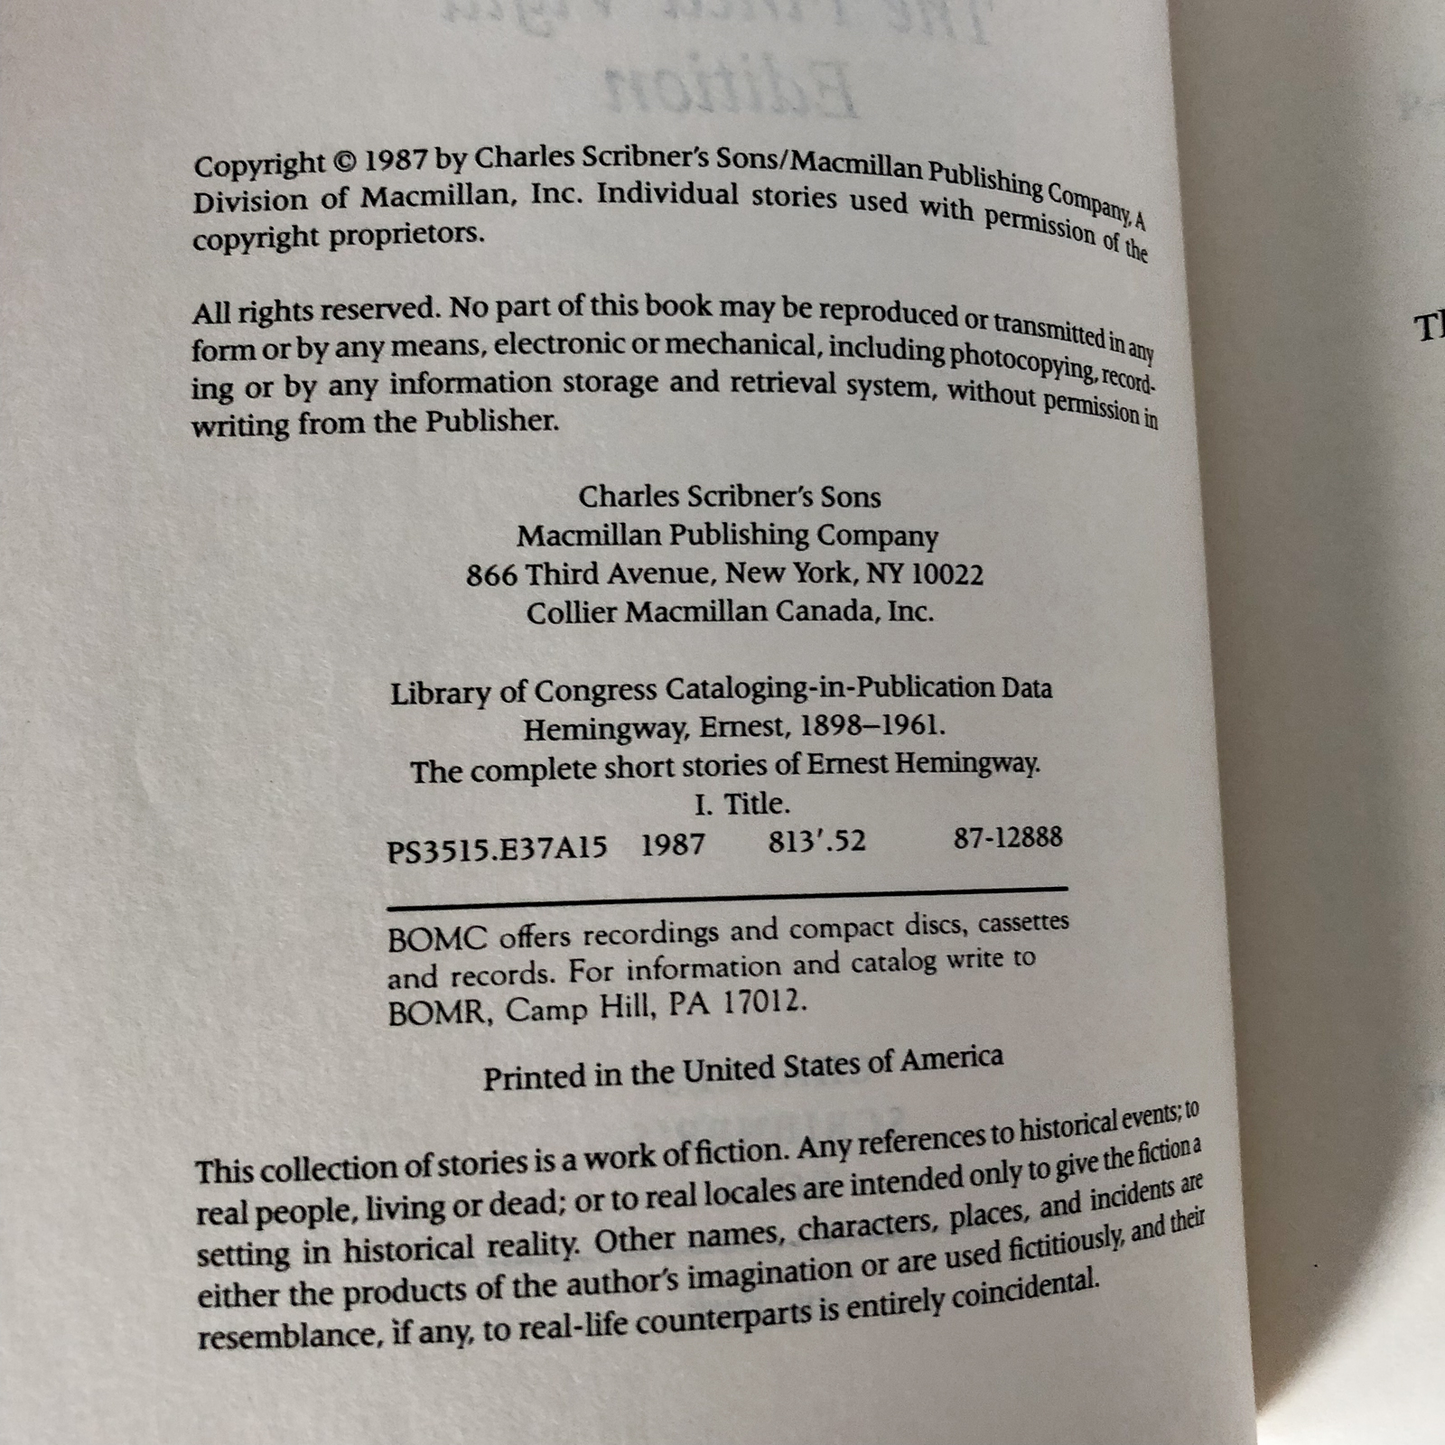 Copyright © 1987 by Charles Scribner's Sons/Macmillan Publishing Company, A
Division of Macmillan, Inc. Individual stories used with permission of the
copyright proprietors.
All rights reserved. No part of this book may be reproduced or transmitted in any
form or by any means, electronic or mechanical, including photocopying, record-
ing or by any information storage and retrieval system, without permission in
writing from the Publisher.
Charles Scribner's Sons
Macmillan Publishing Company
866 Third Avenue, New York, NY 10022
Collier Macmillan Canada, Inc.
Library of Congress Cataloging-in-Publication Data
Hemingway, Ernest, 1898–1961.
The complete short stories of Ernest Hemingway.
I. Title.
PS3515.E37A15 1987 813′.52 87-12888
BOMC offers recordings and compact discs, cassettes
and records. For information and catalog write to
BOMR, Camp Hill, PA 17012.
Printed in the United States of America
This collection of stories is a work of fiction. Any references to historical events; to
real people, living or dead; or to real locales are intended only to give the fiction a
setting in historical reality. Other names, characters, places, and incidents are
either the products of the author's imagination or are used fictitiously, and their
resemblance, if any, to real-life counterparts is entirely coincidental.